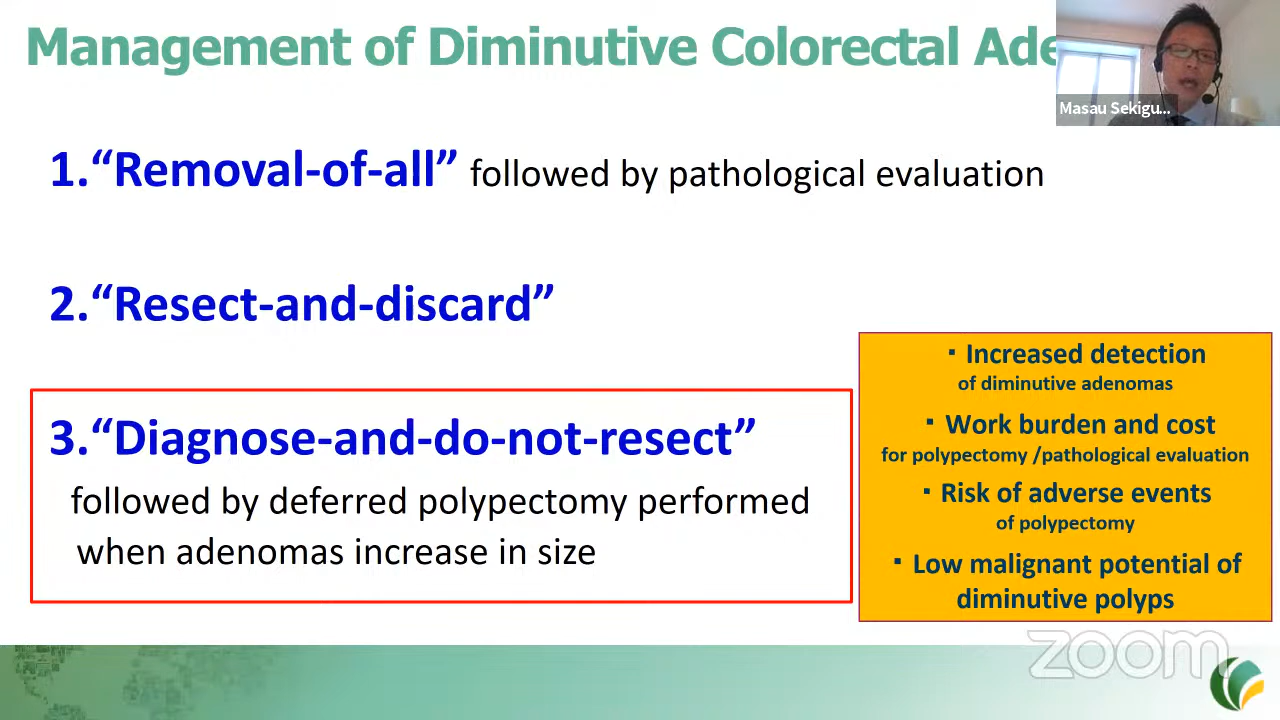 Management of Diminutive Colorectal Ade
Masau Sekigu...
1.“Removal-of-all” followed by pathological evaluation
2.“Resect-and-discard”
3.“Diagnose-and-do-not-resect”
followed by deferred polypectomy performed
when adenomas increase in size
・Increased detection
of diminutive adenomas
・Work burden and cost
for polypectomy /pathological evaluation
・Risk of adverse events
of polypectomy
・Low malignant potential of
diminutive polyps
zoom